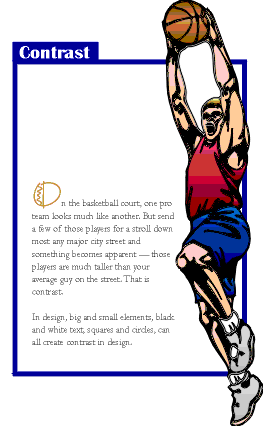 Contrast
On the basketball court, one pro
team looks much like another. But send
a few of those players for a stroll down
most any major city street and
something becomes apparent — those
players are much taller than your
average guy on the street. That is
contrast.
In design, big and small elements, black
and white text, squares and circles, can
all create contrast in design.